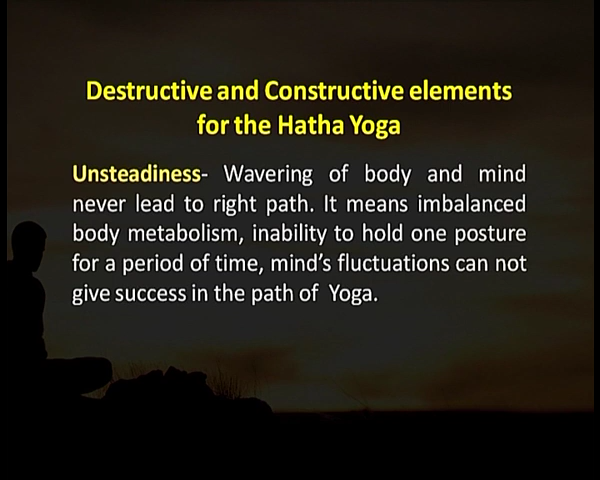 Destructive and Constructive elements
for the Hatha Yoga
Unsteadiness- Wavering of body and mind
never lead to right path. It means imbalanced
body metabolism, inability to hold one posture
for a period of time, mind's fluctuations can not
give success in the path of Yoga.